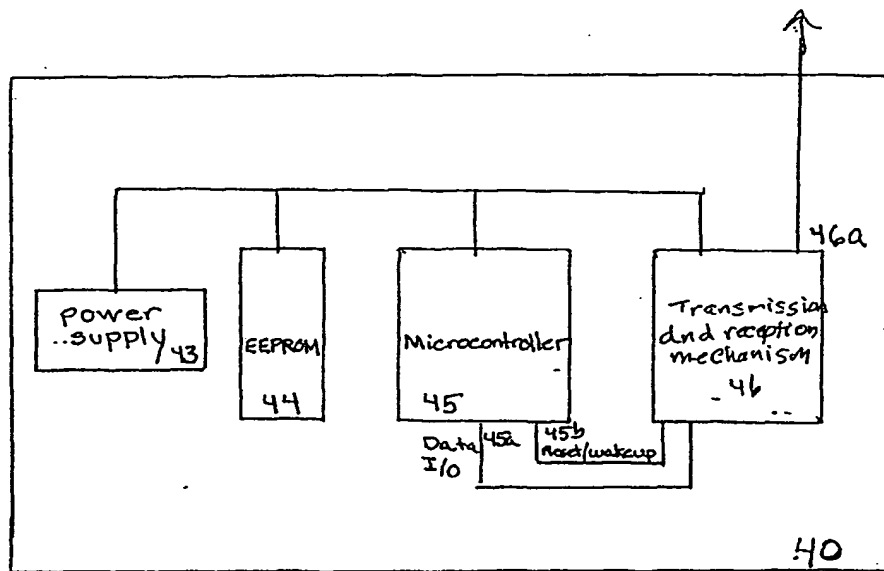 46a
power
supply
43
EEPROM
44
Microcontroller
45
Transmission
and reception
mechanism
46
Data
I/O
45a
45b
Reset/wakeup
40